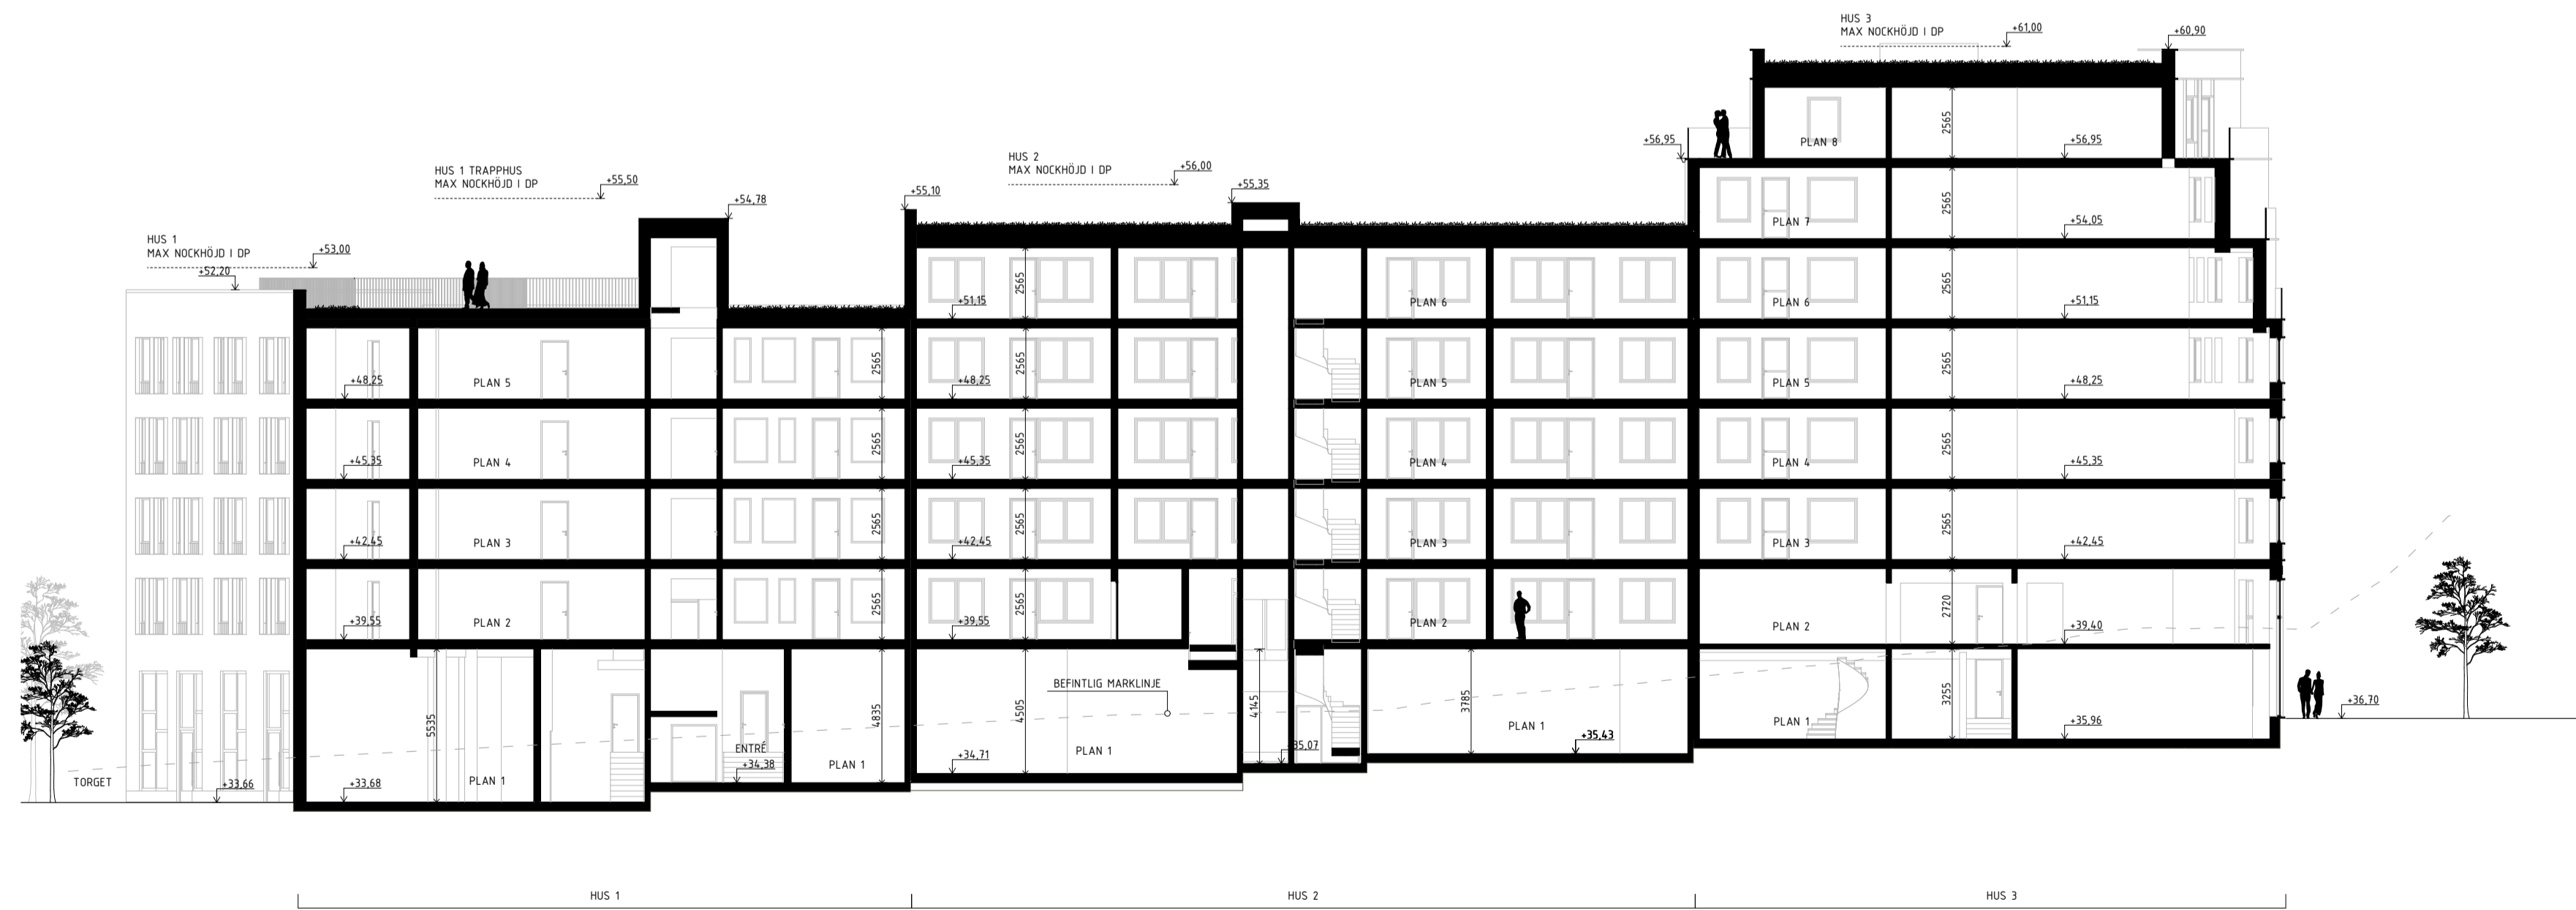 HUS 3
MAX NOCKHÖJD I DP
+61,00
+60,90
HUS 1 TRAPPHUS
MAX NOCKHÖJD I DP
+55,50
+54,78
+55,10
HUS 2
MAX NOCKHÖJD I DP
+56,00
+55,35
+56,95
PLAN 8
2565
+56,95
HUS 1
MAX NOCKHÖJD I DP
+53,00
+52,20
PLAN 7
2565
+54,05
+51,15
2565
PLAN 6
PLAN 6
2565
+51,15
+48,25
PLAN 5
2565
+48,25
2565
PLAN 5
PLAN 5
2565
+48,25
+45,35
PLAN 4
2565
+45,35
2565
PLAN 4
PLAN 4
2565
+45,35
+42,45
PLAN 3
2565
+42,45
2565
PLAN 3
PLAN 3
2565
+42,45
+39,55
PLAN 2
2565
+39,55
2565
PLAN 2
PLAN 2
2720
+39,40
TORGET
+33,66
+33,68
5535
PLAN 1
ENTRÉ
+34,38
PLAN 1
4835
+34,71
4505
BEFINTLIG MARKLINJE
PLAN 1
4145
35,07
3785
PLAN 1
+35,43
PLAN 1
3255
+35,96
+36,70
HUS 1
HUS 2
HUS 3